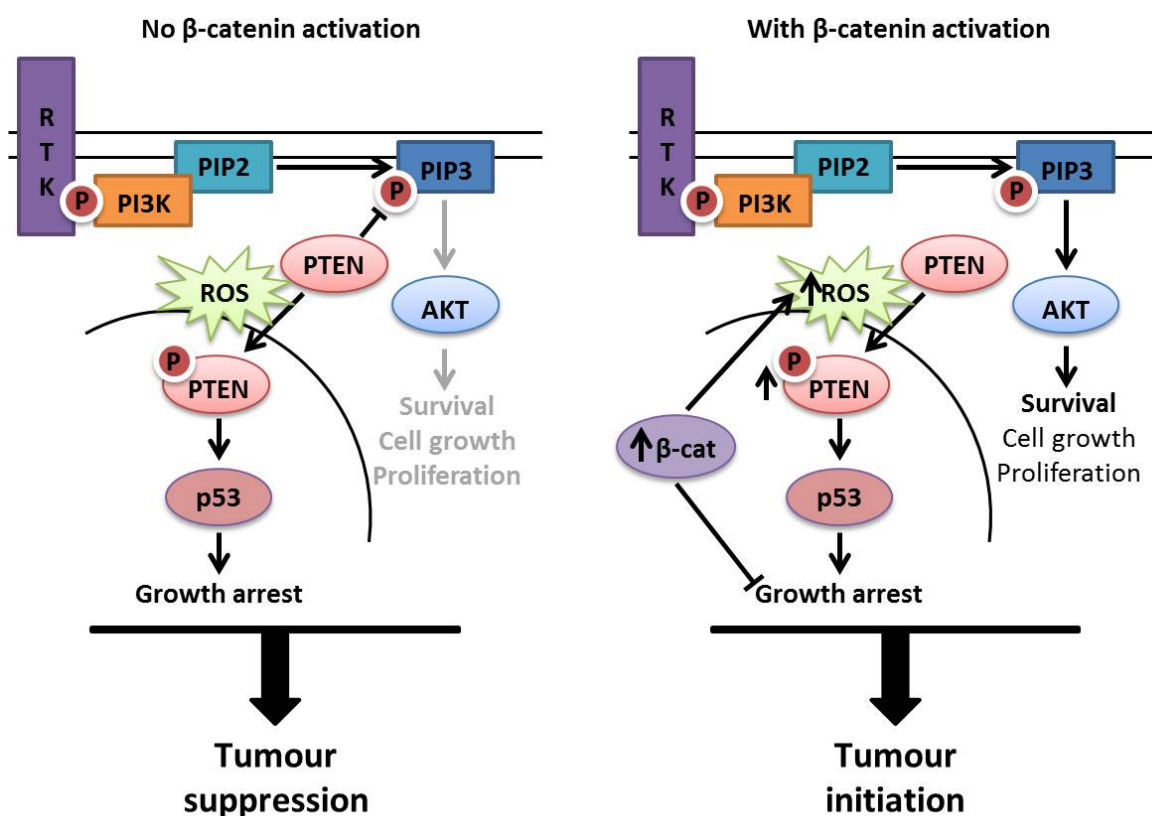 No β-catenin activation
R
T
K
P
PI3K
PIP2
P
PIP3
PTEN
ROS
AKT
P
PTEN
Survival
Cell growth
Proliferation
p53
Growth arrest
Tumour
suppression
With β-catenin activation
R
T
K
P
PI3K
PIP2
P
PIP3
PTEN
ROS
AKT
P
PTEN
Survival
Cell growth
Proliferation
β-cat
p53
Growth arrest
Tumour
initiation